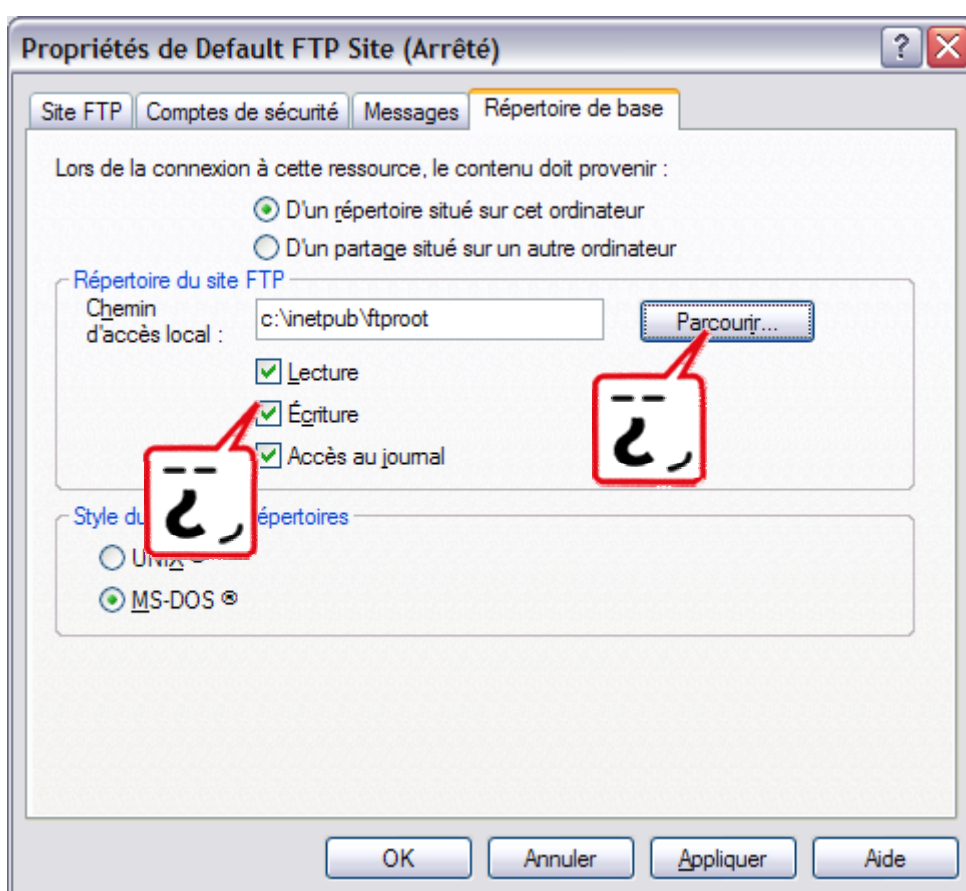 Propriétés de Default FTP Site (Arrêté)
Site FTP Comptes de sécurité Messages Répertoire de base
Lors de la connexion à cette ressource, le contenu doit provenir :
D'un répertoire situé sur cet ordinateur
D'un partage situé sur un autre ordinateur
Répertoire du site FTP
Chemin d'accès local :
c:\inetpub\ftproot
Parcourir...
Lecture
Écriture
Accès au journal
Style du
épertoires
UNIX ®
MS-DOS ®
OK Annuler Appliquer Aide